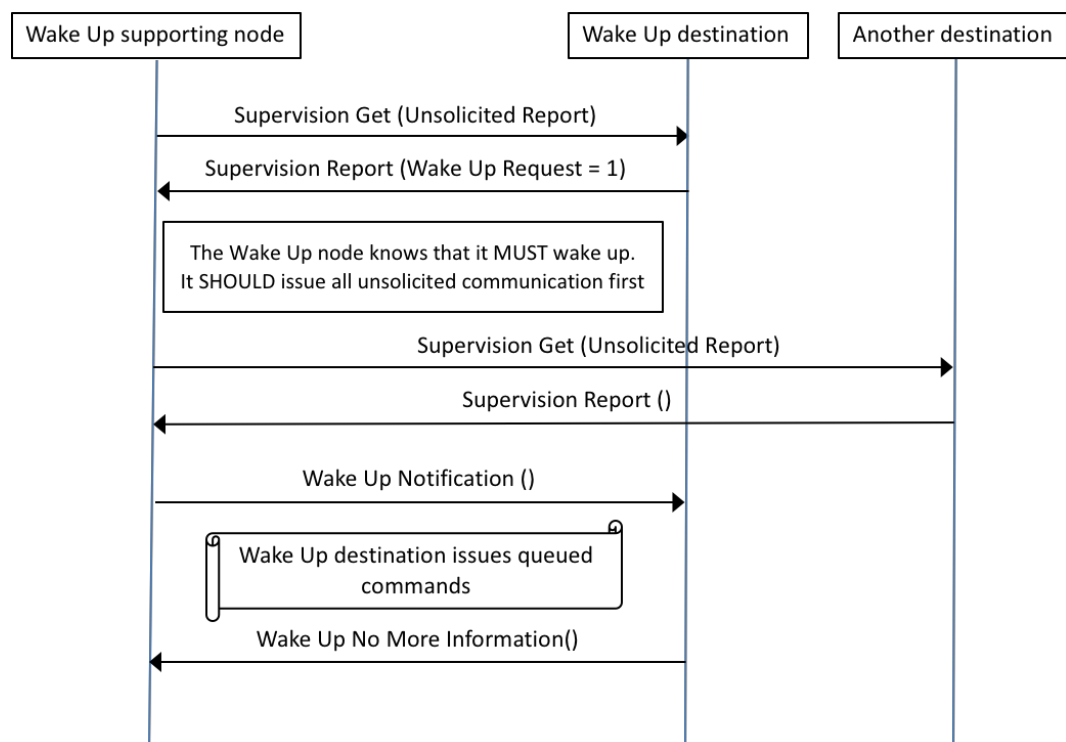 Wake Up supporting node
Wake Up destination
Another destination
Supervision Get (Unsolicited Report)
Supervision Report (Wake Up Request = 1)
The Wake Up node knows that it MUST wake up.
It SHOULD issue all unsolicited communication first
Supervision Get (Unsolicited Report)
Supervision Report ()
Wake Up Notification ()
Wake Up destination issues queued
commands
Wake Up No More Information()